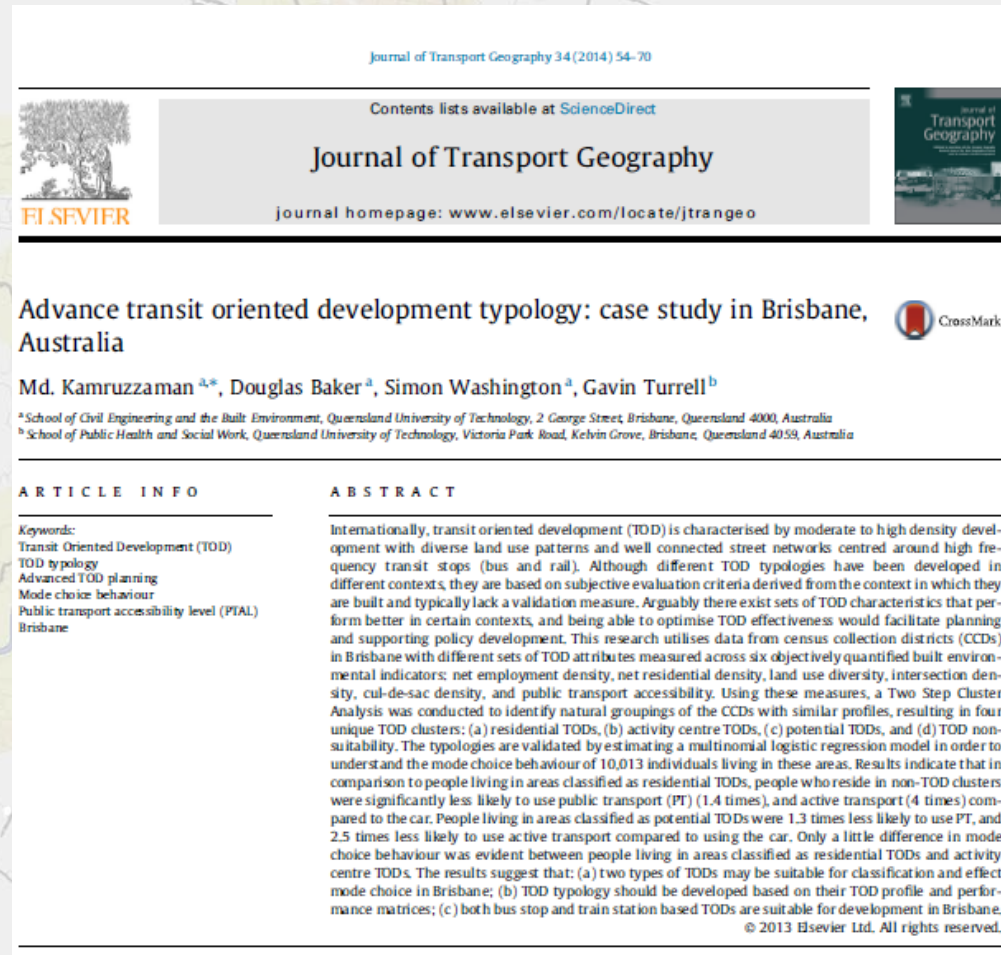 Journal of Transport Geography 34 (2014) 54–70
Contents lists available at ScienceDirect
Journal of Transport Geography
journal homepage: www.elsevier.com/locate/jtrangeo
ELSEVIER
Journal of
Transport
Geography
Advance transit oriented development typology: case study in Brisbane,
Australia
CrossMark
Md. Kamruzzaman a,*, Douglas Baker a, Simon Washington a, Gavin Turrell b
a School of Civil Engineering and the Built Environment, Queensland University of Technology, 2 George Street, Brisbane, Queensland 4000, Australia
b School of Public Health and Social Work, Queensland University of Technology, Victoria Park Road, Kelvin Grove, Brisbane, Queensland 4059, Australia
ARTICLE INFO
Keywords:
Transit Oriented Development (TOD)
TOD typology
Advanced TOD planning
Mode choice behaviour
Public transport accessibility level (PTAL)
Brisbane
ABSTRACT
Internationally, transit oriented development (TOD) is characterised by moderate to high density devel-
opment with diverse land use patterns and well connected street networks centred around high fre-
quency transit stops (bus and rail). Although different TOD typologies have been developed in
different contexts, they are based on subjective evaluation criteria derived from the context in which they
are built and typically lack a validation measure. Arguably there exist sets of TOD characteristics that per-
form better in certain contexts, and being able to optimise TOD effectiveness would facilitate planning
and supporting policy development. This research utilises data from census collection districts (CCDs)
in Brisbane with different sets of TOD attributes measured across six objectively quantified built environ-
mental indicators: net employment density, net residential density, land use diversity, intersection den-
sity, cul-de-sac density, and public transport accessibility. Using these measures, a Two Step Cluster
Analysis was conducted to identify natural groupings of the CCDs with similar profiles, resulting in four
unique TOD clusters: (a) residential TODs, (b) activity centre TODs, (c) potential TODs, and (d) TOD non-
suitability. The typologies are validated by estimating a multinomial logistic regression model in order to
understand the mode choice behaviour of 10,013 individuals living in these areas. Results indicate that in
comparison to people living in areas classified as residential TODs, people who reside in non-TOD clusters
were significantly less likely to use public transport (PT) (1.4 times), and active transport (4 times) com-
pared to the car. People living in areas classified as potential TODs were 1.3 times less likely to use PT, and
2.5 times less likely to use active transport compared to using the car. Only a little difference in mode
choice behaviour was evident between people living in areas classified as residential TODs and activity
centre TODs. The results suggest that: (a) two types of TODs may be suitable for classification and effect
mode choice in Brisbane; (b) TOD typology should be developed based on their TOD profile and perfor-
mance matrices; (c) both bus stop and train station based TODs are suitable for development in Brisbane.
© 2013 Elsevier Ltd. All rights reserved.